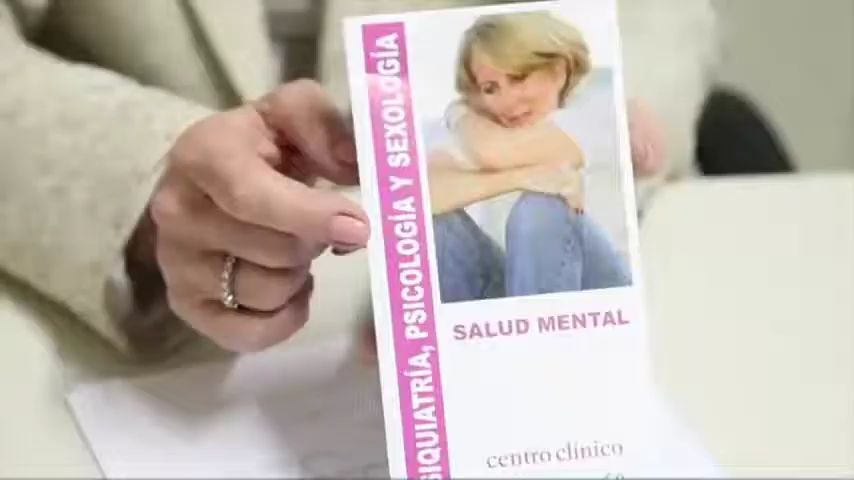 SIQUIATRÍA, PSICOLOGÍA Y SEXOLOGÍA
SALUD MENTAL
centro clínico